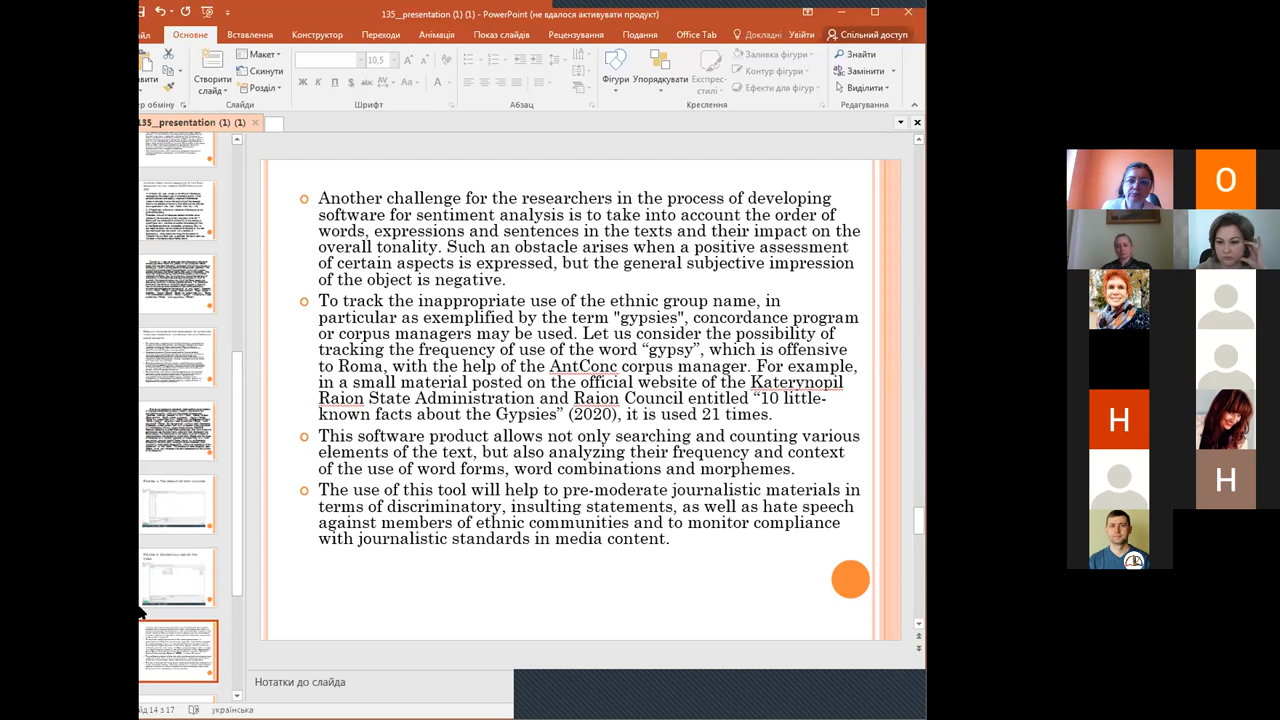 135__presentation (1) (1) - PowerPoint (не вдалося активувати продукт)
Основне Вставлення Конструктор Переходи Анімація Показ слайдів Рецензування Подання Office Tab Докладні Увійти Спільний доступ
Макет
Скинути
Розділ
Створити слайд
Слайди
10,5
Шрифт
Абзац
Фігури
Упорядкувати
Експрес-стилі
Заливка фігури
Контур фігури
Ефекти для фігур
Креслення
Знайти
Замінити
Виділити
Редагування
135__presentation (1) (1)
Another challenge for the researchers in the process of developing
software for sentiment analysis is to take into account the order of
words, expressions and sentences in the texts and their impact on the
overall tonality. Such an obstacle arises when a positive assessment
of certain aspects is expressed, but the general subjective impression
of the object is negative.
To track the inappropriate use of the ethnic group name, in
particular as exemplified by the term "gypsies", concordance program
or corpus manager may be used. Let us consider the possibility of
tracking the frequency of use of the word “gypsy”, which is offensive
to Roma, with the help of the AntConc corpus manager. For example,
in a small material posted on the official website of the Katerynopil
Raion State Administration and Raion Council entitled “10 little-
known facts about the Gypsies” (2020), it is used 21 times.
This software product allows not only searching and counting various
elements of the text, but also analyzing their frequency and context
of the use of word forms, word combinations and morphemes.
The use of this tool will help to pre-moderate journalistic materials in
terms of discriminatory, insulting statements, as well as hate speech
against members of ethnic communities and to monitor compliance
with journalistic standards in media content.
Нотатки до слайда
14 з 17
українська
O
H
H